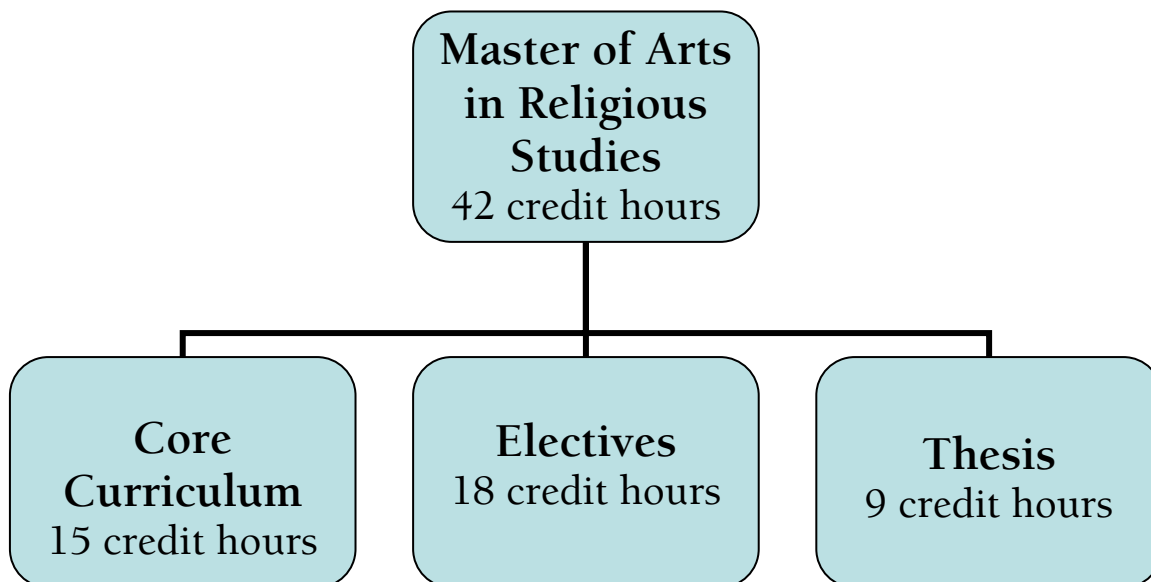 Master of Arts
in Religious
Studies
42 credit hours
Core
Curriculum
15 credit hours
Electives
18 credit hours
Thesis
9 credit hours